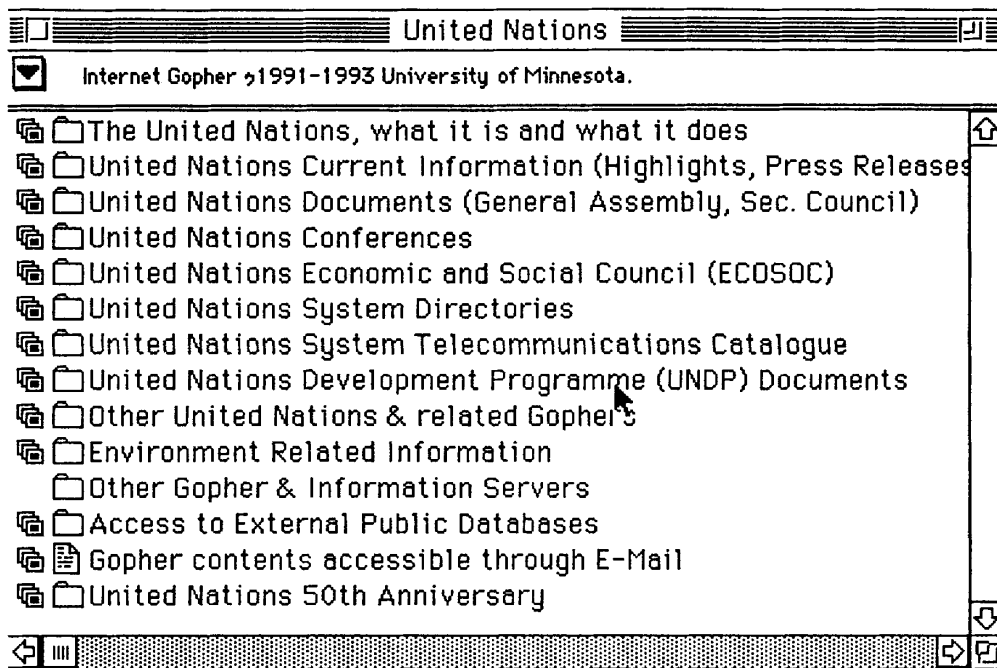 United Nations
Internet Gopher 1991-1993 University of Minnesota.
The United Nations, what it is and what it does
United Nations Current Information (Highlights, Press Releases
United Nations Documents (General Assembly, Sec. Council)
United Nations Conferences
United Nations Economic and Social Council (ECOSOC)
United Nations System Directories
United Nations System Telecommunications Catalogue
United Nations Development Programme (UNDP) Documents
Other United Nations & related Gophers
Environment Related Information
Other Gopher & Information Servers
Access to External Public Databases
Gopher contents accessible through E-Mail
United Nations 50th Anniversary